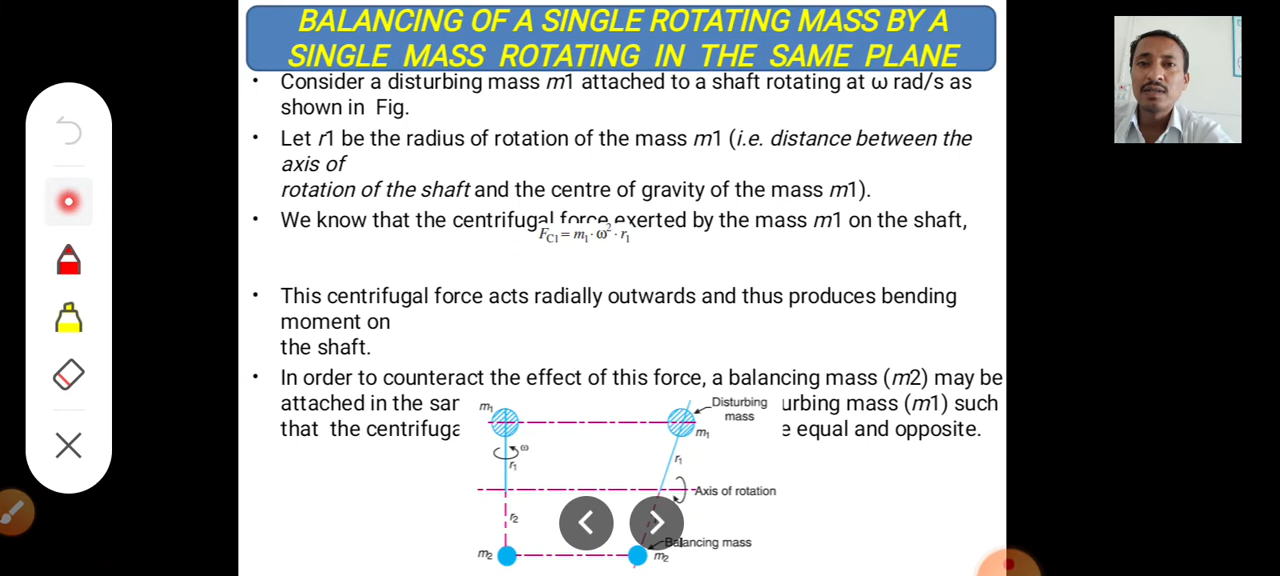 BALANCING OF A SINGLE ROTATING MASS BY A
SINGLE MASS ROTATING IN THE SAME PLANE
• Consider a disturbing mass m1 attached to a shaft rotating at ω rad/s as
shown in Fig.
• Let r1 be the radius of rotation of the mass m1 (i.e. distance between the
axis of
rotation of the shaft and the centre of gravity of the mass m1).
• We know that the centrifugal force exerted by the mass m1 on the shaft,
F_C1 = m₁ · ω² · r₁
• This centrifugal force acts radially outwards and thus produces bending
moment on
the shaft.
• In order to counteract the effect of this force, a balancing mass (m2) may be
attached in the urbing mass (m1) such
that the e equal and opposite.
m₁
Disturbing
mass
m₁
ω
r₁
r₁
Axis of rotation
r₂
Balancing mass
m₂
m₂